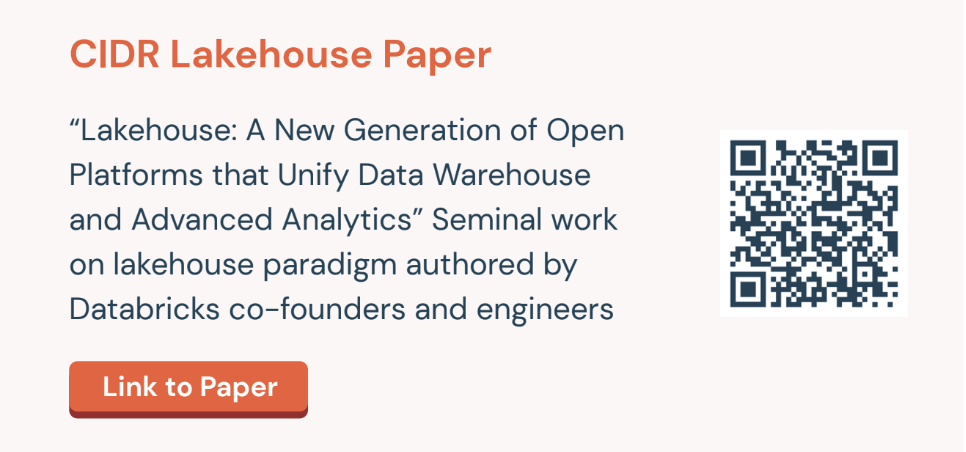 CIDR Lakehouse Paper
“Lakehouse: A New Generation of Open
Platforms that Unify Data Warehouse
and Advanced Analytics” Seminal work
on lakehouse paradigm authored by
Databricks co-founders and engineers
Link to Paper